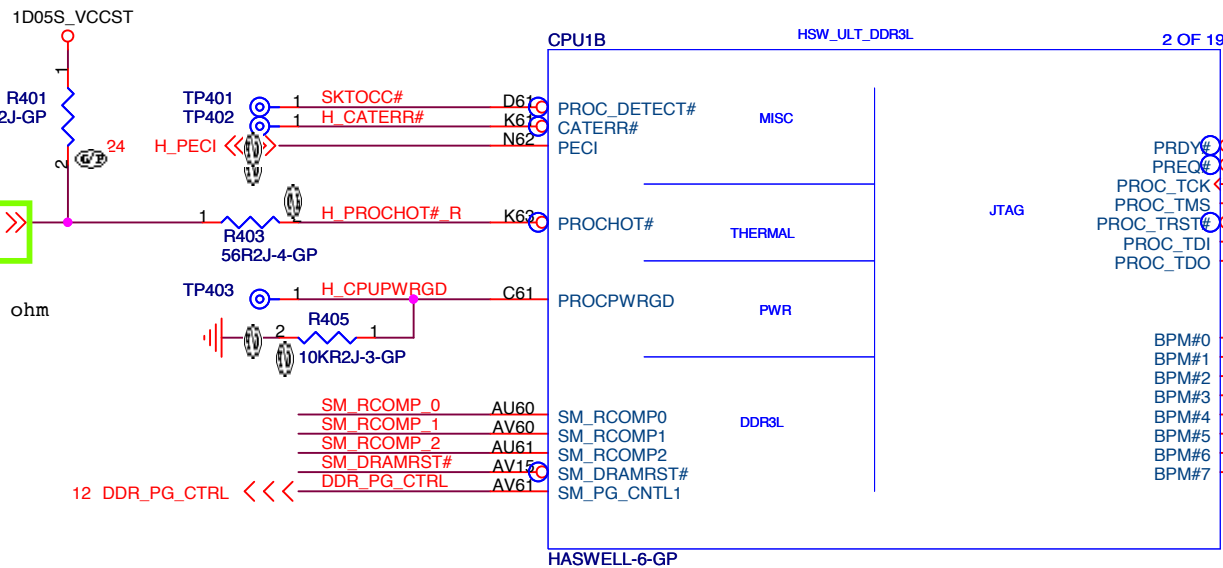 1D05S_VCCST
CPU1B
HSW_ULT_DDR3L
2 OF 19
1
R401
2J-GP
2
TP401
1
SKTOCC#
D61
PROC_DETECT#
TP402
1
H_CATERR#
K61
CATERR#
24
H_PECI
N62
PECI
MISC
PRDY#
PREQ#
PROC_TCK
PROC_TMS
PROC_TRST#
PROC_TDI
PROC_TDO
JTAG
1
H_PROCHOT#_R
K63
PROCHOT#
R403
56R2J-4-GP
THERMAL
TP403
1
H_CPUPWRGD
C61
PROCPWRGD
ohm
R405
2
1
10KR2J-3-GP
PWR
BPM#0
BPM#1
BPM#2
BPM#3
BPM#4
BPM#5
BPM#6
BPM#7
SM_RCOMP_0
AU60
SM_RCOMP0
SM_RCOMP_1
AV60
SM_RCOMP1
SM_RCOMP_2
AU61
SM_RCOMP2
SM_DRAMRST#
AV15
SM_DRAMRST#
12 DDR_PG_CTRL
DDR_PG_CTRL
AV61
SM_PG_CNTL1
DDR3L
HASWELL-6-GP